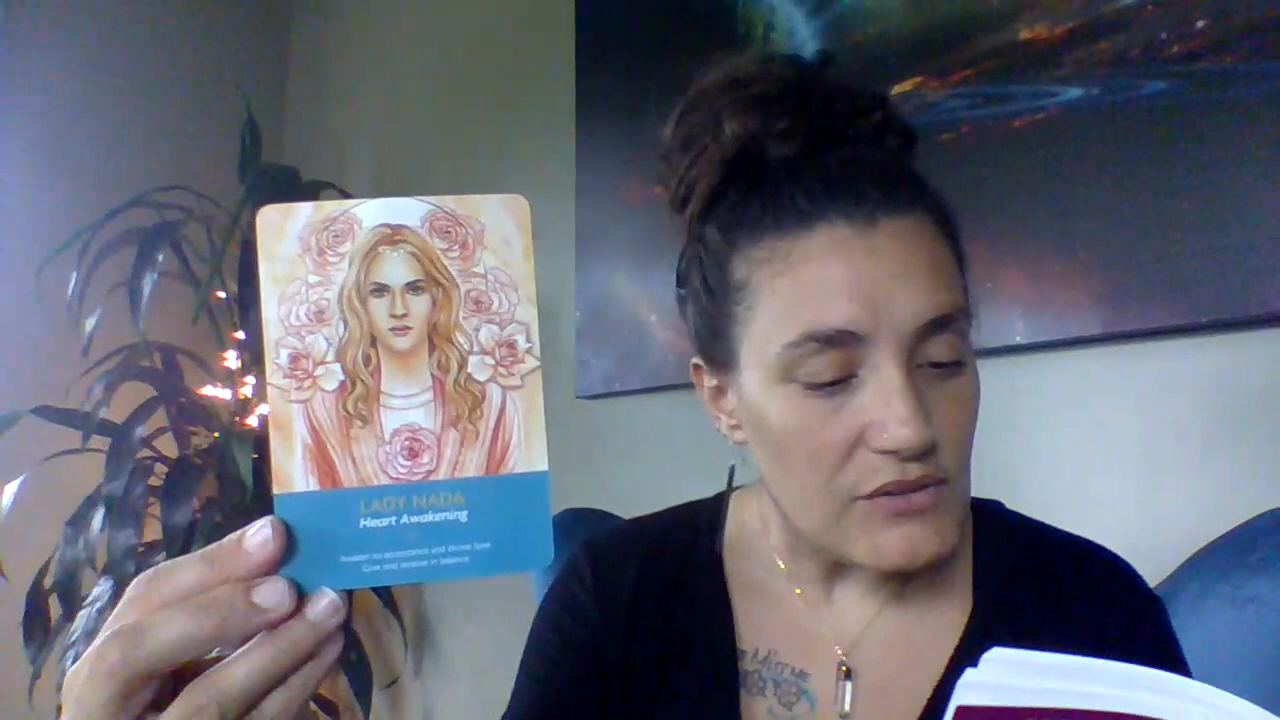 LADY NADA
Heart Awakening
Awaken to acceptance and divine love
Give and receive in balance